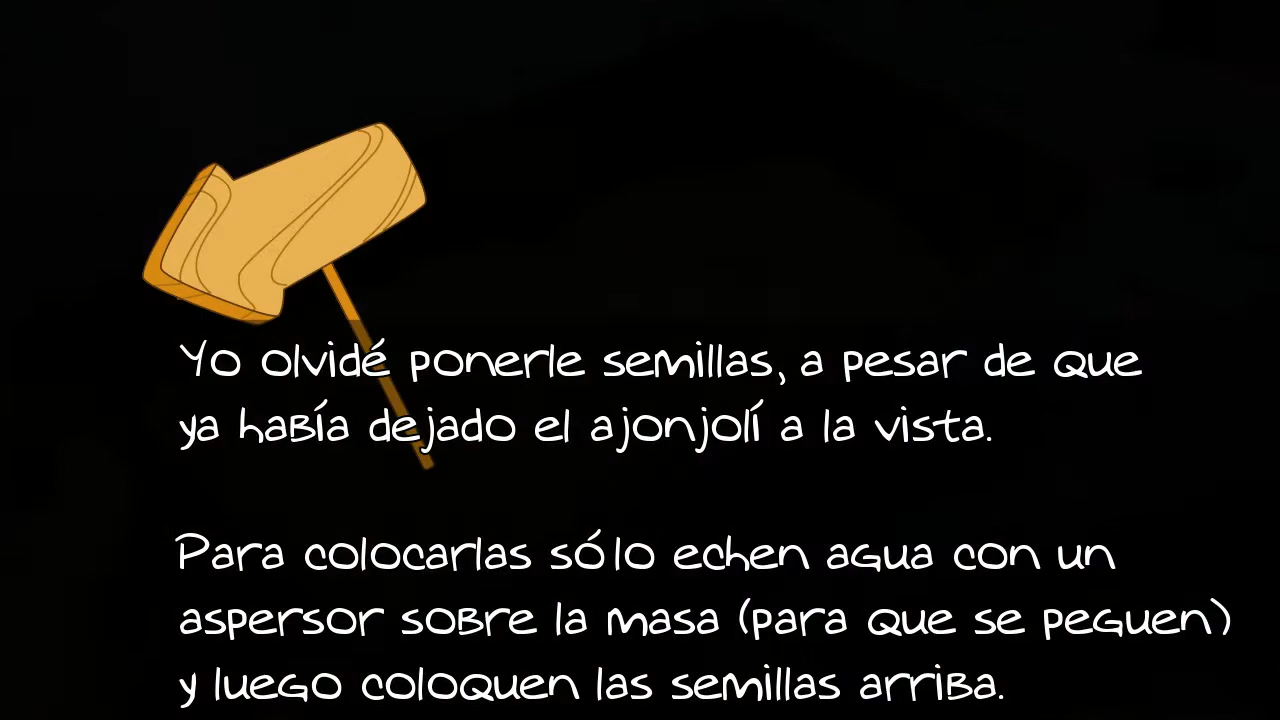 Yo olvidé ponerle semillas, a pesar de que
ya había dejado el ajonjolí a la vista.
Para colocarlas sólo echen agua con un
aspersor sobre la masa (para que se peguen)
y luego coloquen las semillas arriba.